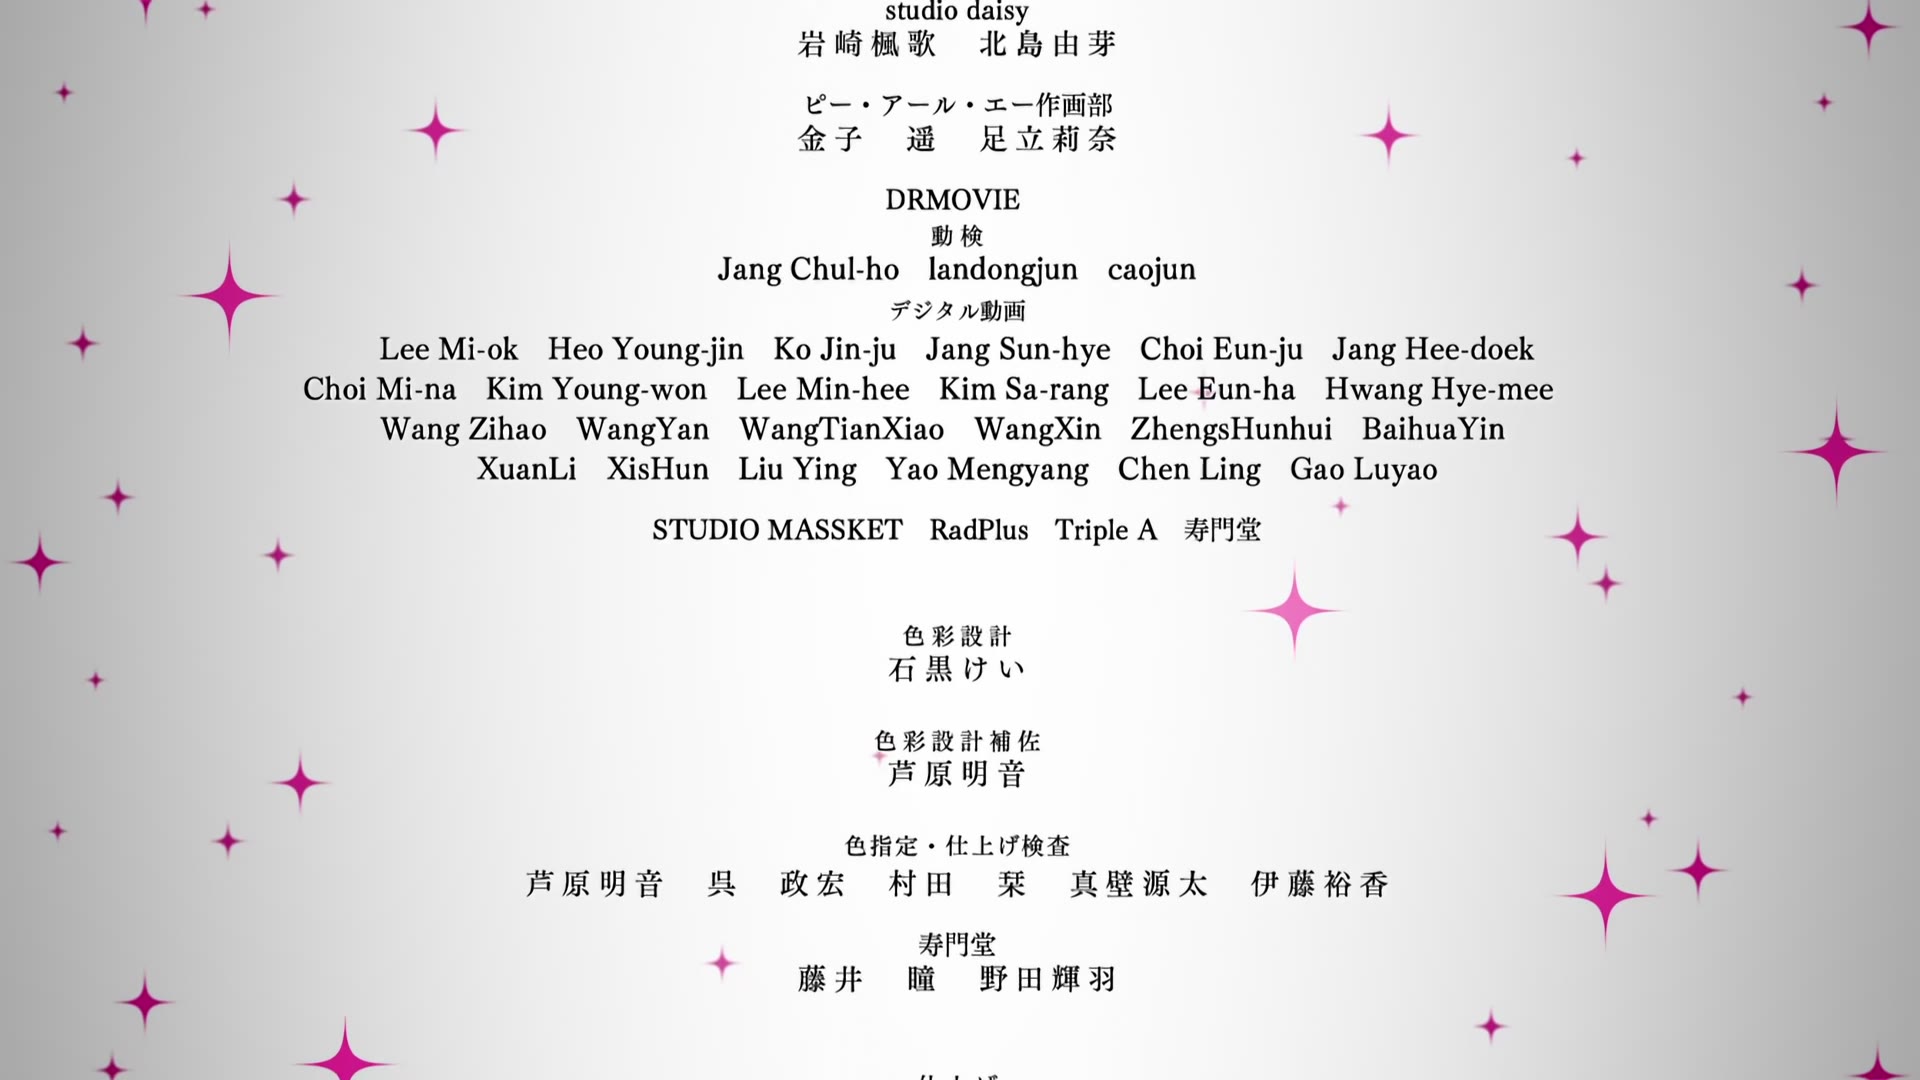 studio daisy
岩崎楓歌　北島由芽
ピー・アール・エー作画部
金子　遥　足立莉奈
DRMOVIE
動検
Jang Chul-ho　landongjun　caojun
デジタル動画
Lee Mi-ok　Heo Young-jin　Ko Jin-ju　Jang Sun-hye　Choi Eun-ju　Jang Hee-doek
Choi Mi-na　Kim Young-won　Lee Min-hee　Kim Sa-rang　Lee Eun-ha　Hwang Hye-mee
Wang Zihao　WangYan　WangTianXiao　WangXin　ZhengsHunhui　BaihuaYin
XuanLi　XisHun　Liu Ying　Yao Mengyang　Chen Ling　Gao Luyao
STUDIO MASSKET　RadPlus　Triple A　寿門堂
色彩設計
石黒けい
色彩設計補佐
芦原明音
色指定・仕上げ検査
芦原明音　呉　政宏　村田　栞　真壁源太　伊藤裕香
寿門堂
藤井　瞳　野田輝羽